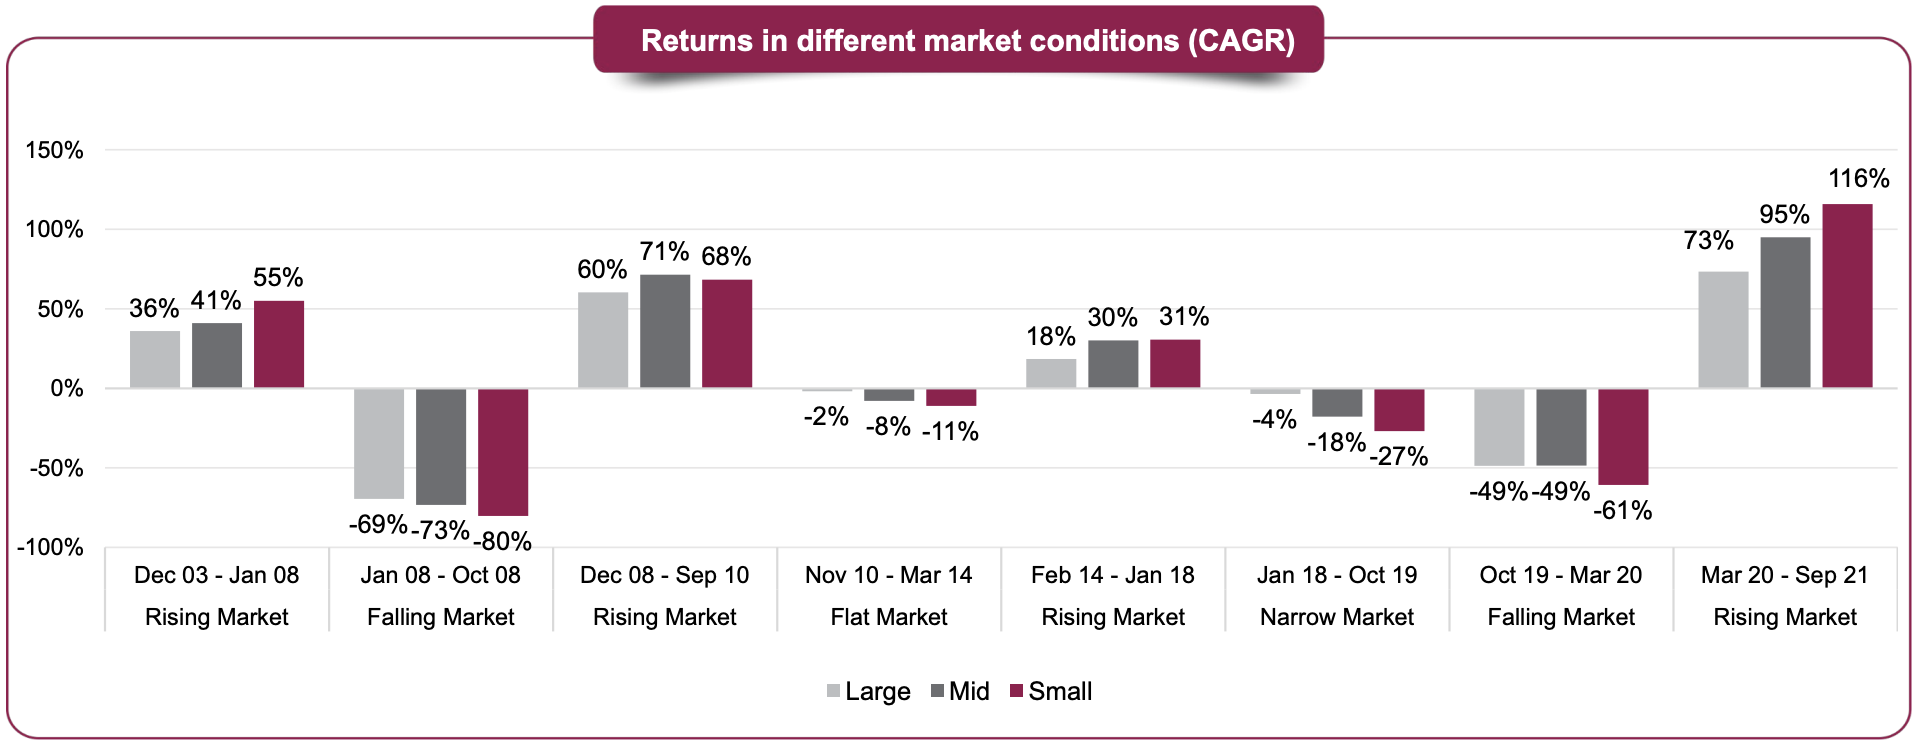 Returns in different market conditions (CAGR)
150%
100%
50%
0%
-50%
-100%
36%
41%
55%
-69%
-73%
-80%
60%
71%
68%
-2%
-8%
-11%
18%
30%
31%
-4%
-18%
-27%
-49%
-49%
-61%
73%
95%
116%
Dec 03 - Jan 08
Rising Market
Jan 08 - Oct 08
Falling Market
Dec 08 - Sep 10
Rising Market
Nov 10 - Mar 14
Flat Market
Feb 14 - Jan 18
Rising Market
Jan 18 - Oct 19
Narrow Market
Oct 19 - Mar 20
Falling Market
Mar 20 - Sep 21
Rising Market
Large
Mid
Small